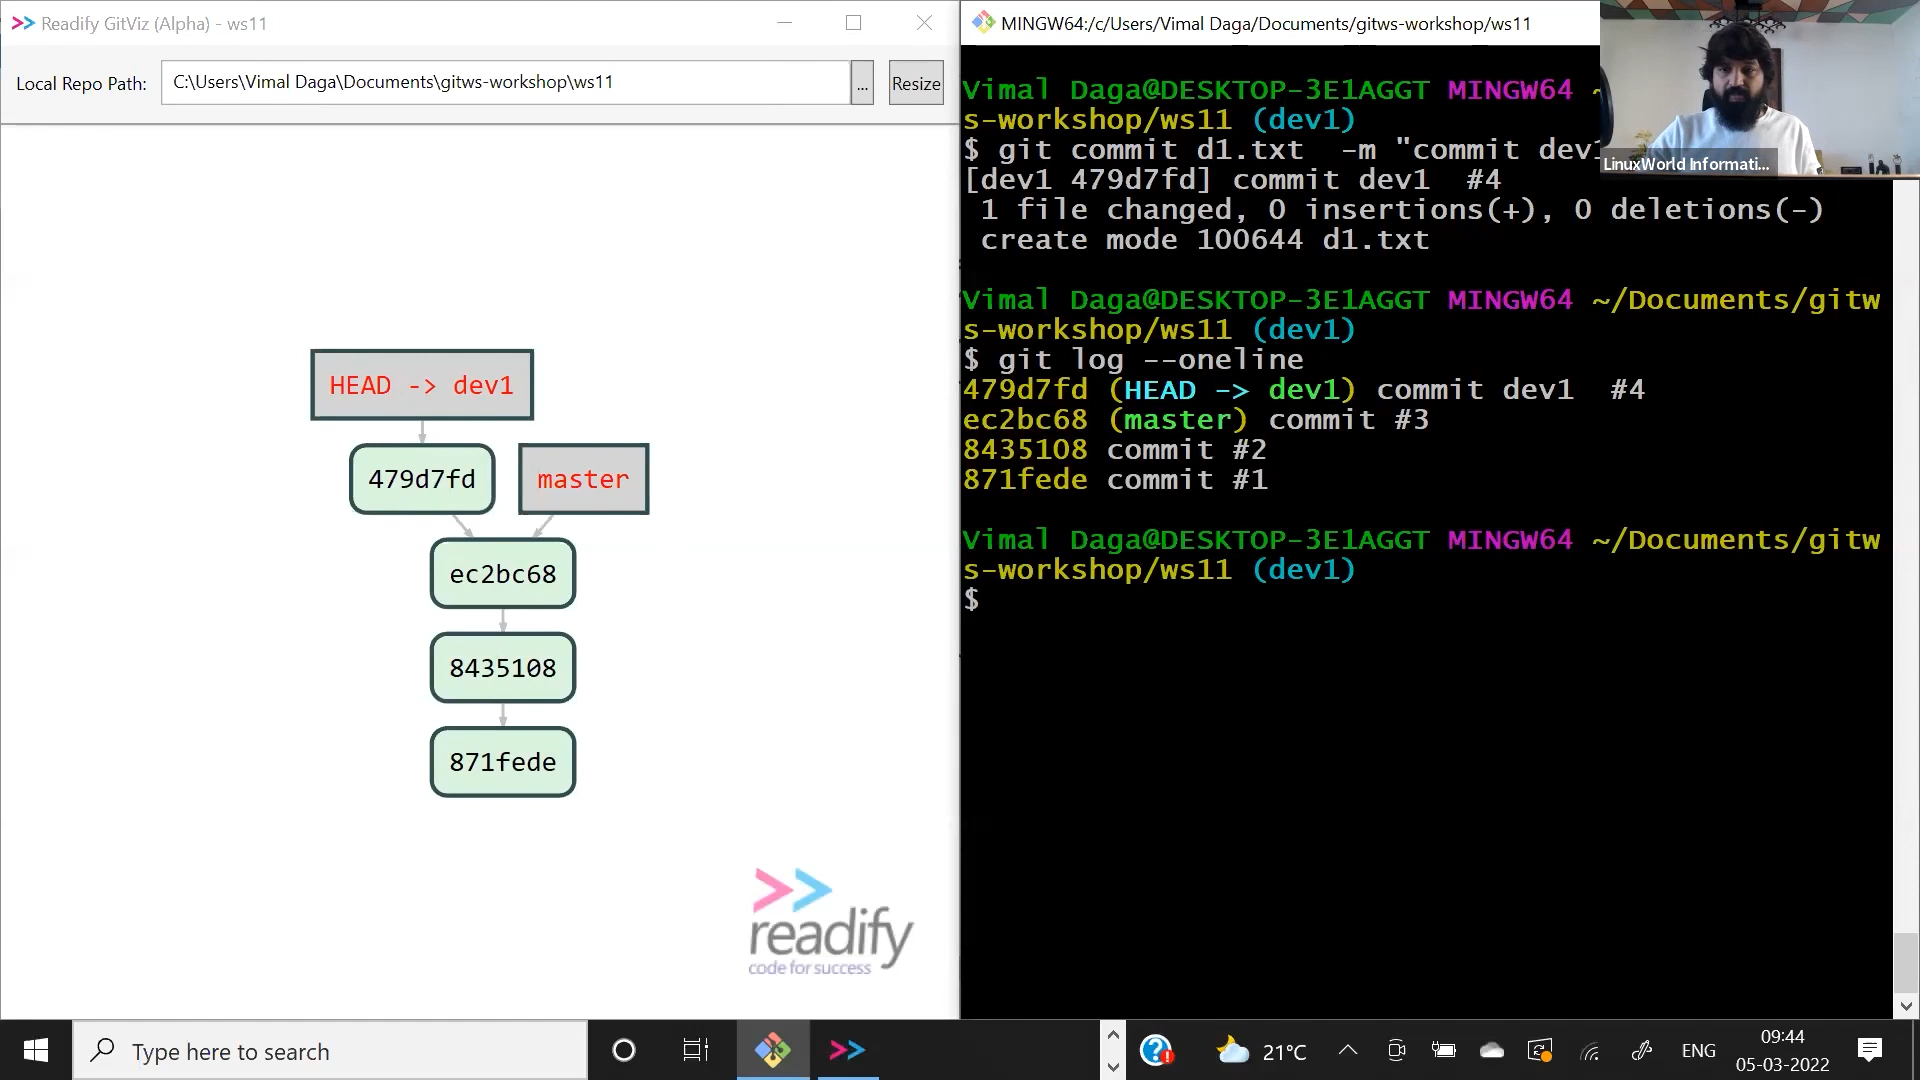 Readify GitViz (Alpha) - ws11
Local Repo Path:
C:\Users\Vimal Daga\Documents\gitws-workshop\ws11
...
Resize
HEAD -> dev1
479d7fd
master
ec2bc68
8435108
871fede
readify
code for success
MINGW64:/c/Users/Vimal Daga/Documents/gitws-workshop/ws11
Vimal Daga@DESKTOP-3E1AGGT MINGW64 ~
s-workshop/ws11 (dev1)
$ git commit d1.txt  -m "commit dev1
[dev1 479d7fd] commit dev1  #4
 1 file changed, 0 insertions(+), 0 deletions(-)
 create mode 100644 d1.txt
Vimal Daga@DESKTOP-3E1AGGT MINGW64 ~/Documents/gitw
s-workshop/ws11 (dev1)
$ git log --oneline
479d7fd (HEAD -> dev1) commit dev1  #4
ec2bc68 (master) commit #3
8435108 commit #2
871fede commit #1
Vimal Daga@DESKTOP-3E1AGGT MINGW64 ~/Documents/gitw
s-workshop/ws11 (dev1)
$
LinuxWorld Informati...
Type here to search
21°C
ENG
09:44
05-03-2022